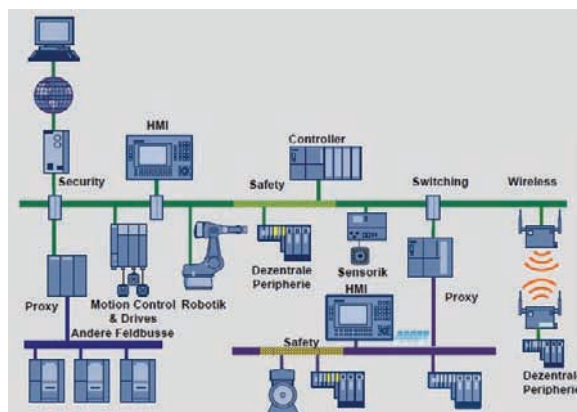 HMI
Controller
Security
Safety
Switching
Wireless
Dezentrale
Peripherie
Sensorik
Proxy
Motion Control
& Drives
Robotik
HMI
Proxy
Andere Feldbusse
Safety
Dezentrale
Peripherie